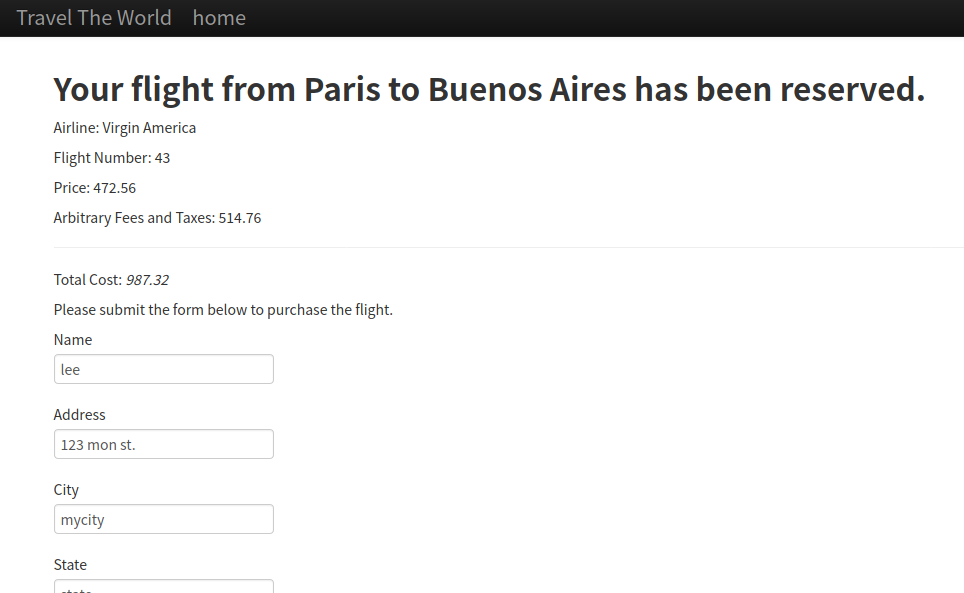 Travel The World home
Your flight from Paris to Buenos Aires has been reserved.
Airline: Virgin America
Flight Number: 43
Price: 472.56
Arbitrary Fees and Taxes: 514.76
Total Cost: 987.32
Please submit the form below to purchase the flight.
Name
lee
Address
123 mon st.
City
mycity
State